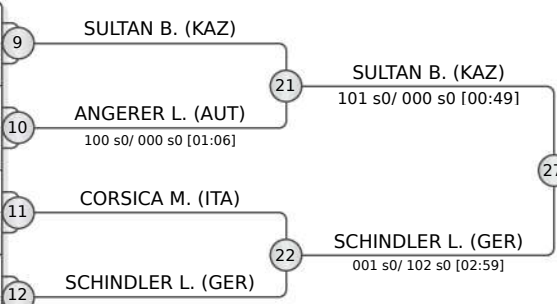 SULTAN B. (KAZ)
9
21
SULTAN B. (KAZ)
101 s0/ 000 s0 [00:49]
ANGERER L. (AUT)
10
100 s0/ 000 s0 [01:06]
27
CORSICA M. (ITA)
11
22
SCHINDLER L. (GER)
001 s0/ 102 s0 [02:59]
SCHINDLER L. (GER)
12